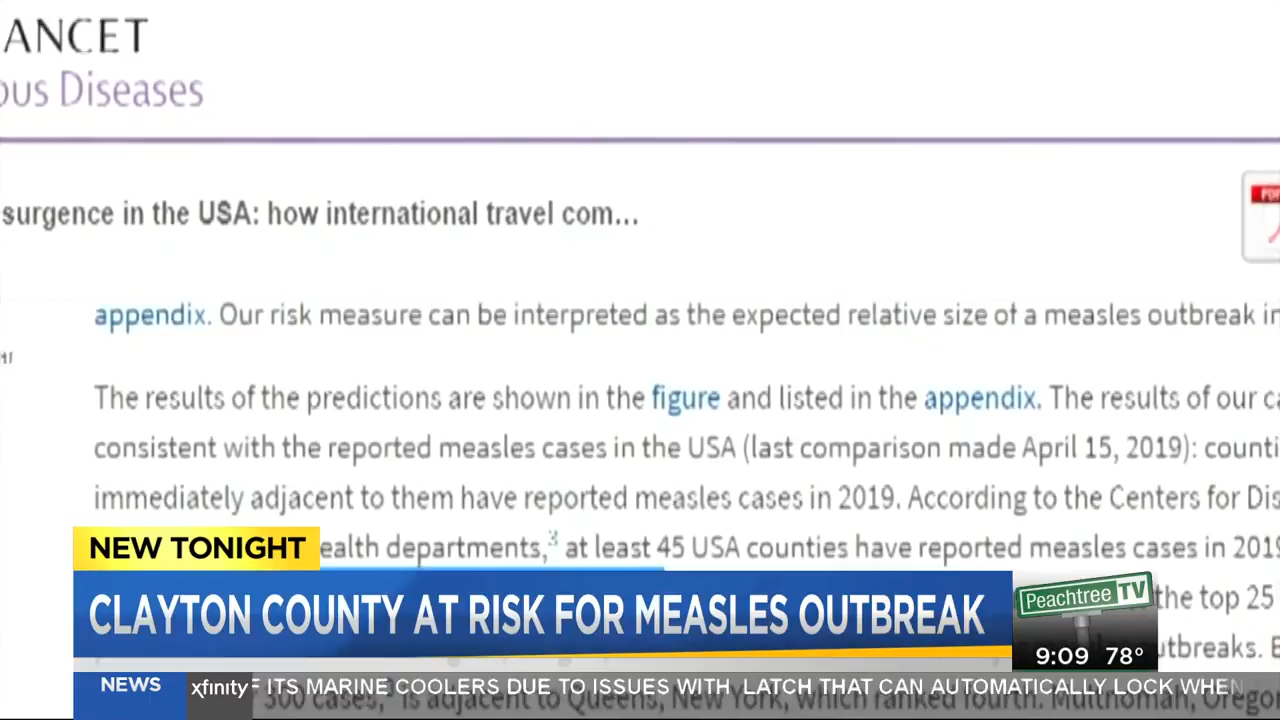 ANCET
ous Diseases
surgence in the USA: how international travel com...
PDF
appendix. Our risk measure can be interpreted as the expected relative size of a measles outbreak in
The results of the predictions are shown in the figure and listed in the appendix. The results of our ca
consistent with the reported measles cases in the USA (last comparison made April 15, 2019): counti
immediately adjacent to them have reported measles cases in 2019. According to the Centers for Dis
NEW TONIGHT
ealth departments,3 at least 45 USA counties have reported measles cases in 2019
CLAYTON COUNTY AT RISK FOR MEASLES OUTBREAK
Peachtree TV
the top 25
utbreaks. E
9:09 78°
NEWS
xfinity
F ITS MARINE COOLERS DUE TO ISSUES WITH LATCH THAT CAN AUTOMATICALLY LOCK WHEN
300 cases, is adjacent to Queens, New York, which ranked fourth. Multnomah, Oregon